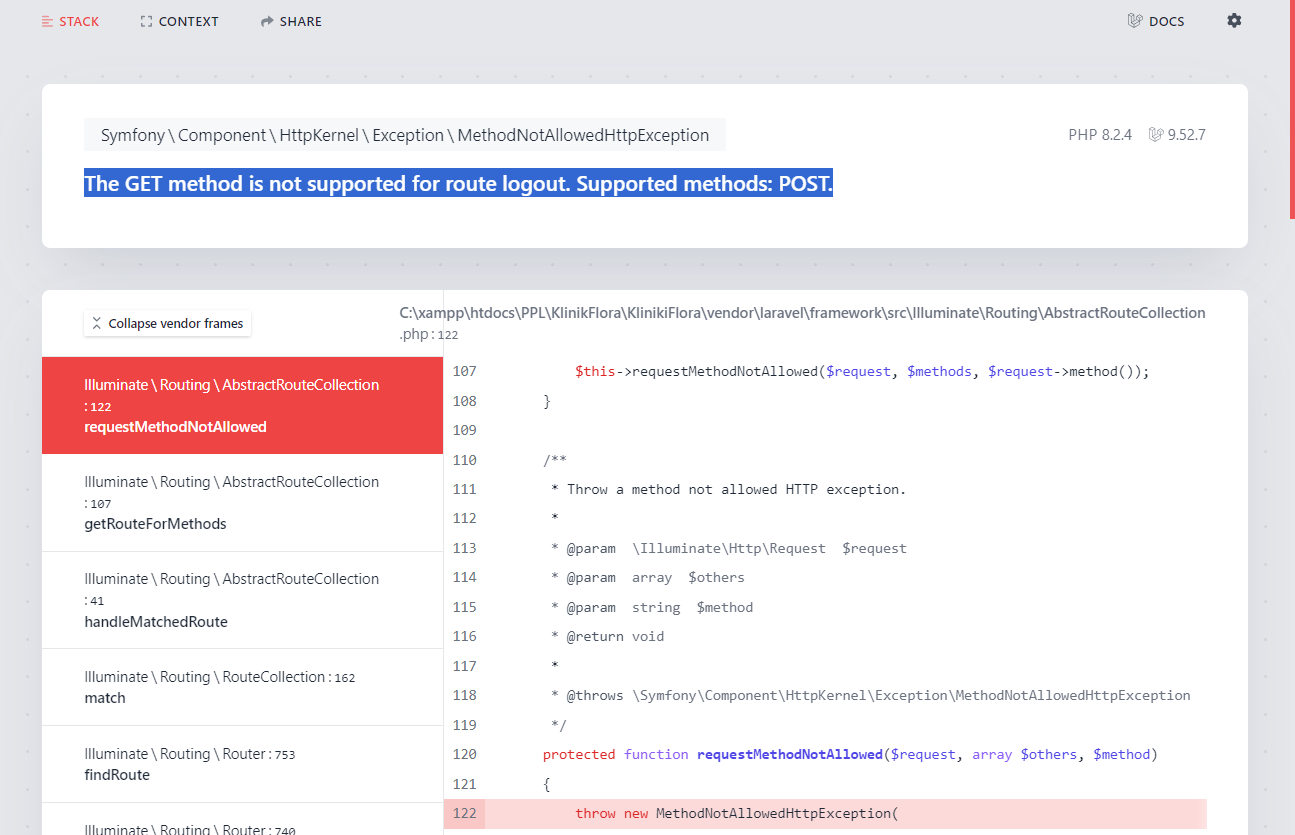 STACK CONTEXT SHARE DOCS
Symfony \ Component \ HttpKernel \ Exception \ MethodNotAllowedHttpException PHP 8.2.4 9.52.7
The GET method is not supported for route logout. Supported methods: POST.
Collapse vendor frames
Illuminate \ Routing \ AbstractRouteCollection
: 122
requestMethodNotAllowed
Illuminate \ Routing \ AbstractRouteCollection
: 107
getRouteForMethods
Illuminate \ Routing \ AbstractRouteCollection
: 41
handleMatchedRoute
Illuminate \ Routing \ RouteCollection : 162
match
Illuminate \ Routing \ Router : 753
findRoute
Illuminate \ Routing \ Router : 740
C:\xampp\htdocs\PPL\KlinikFlora\KlinikiFlora\vendor\laravel\framework\src\Illuminate\Routing\AbstractRouteCollection
.php : 122
107 $this->requestMethodNotAllowed($request, $methods, $request->method());
108 }
109
110 /**
111 * Throw a method not allowed HTTP exception.
112 *
113 * @param \Illuminate\Http\Request $request
114 * @param array $others
115 * @param string $method
116 * @return void
117 *
118 * @throws \Symfony\Component\HttpKernel\Exception\MethodNotAllowedHttpException
119 */
120 protected function requestMethodNotAllowed($request, array $others, $method)
121 {
122 throw new MethodNotAllowedHttpException(